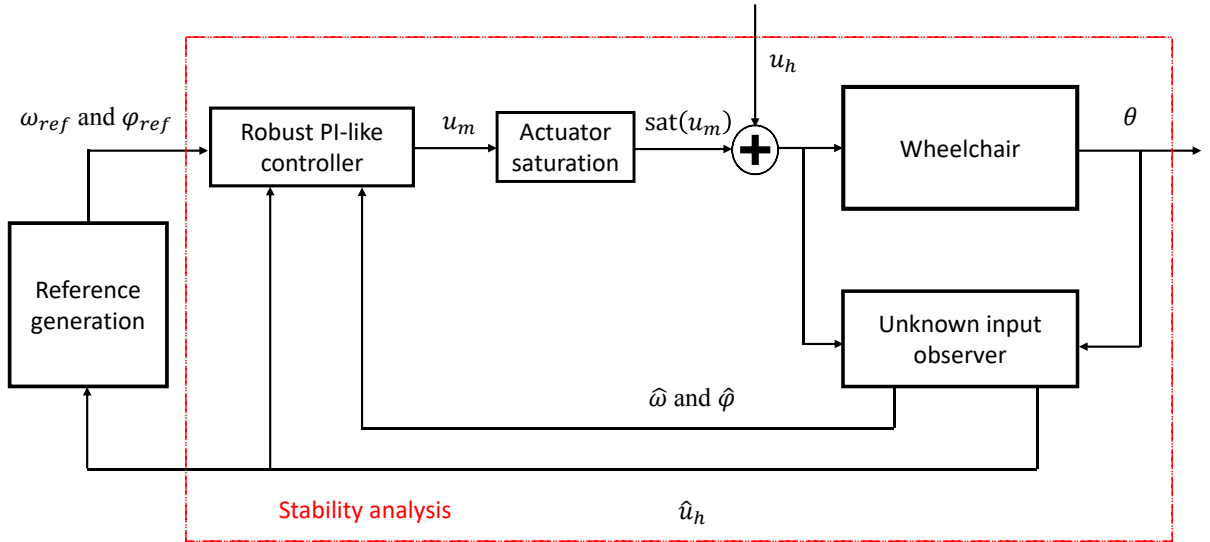 u_h
ω_ref and φ_ref
Robust PI-like
controller
u_m
Actuator
saturation
sat(u_m)
+
Wheelchair
θ
Reference
generation
Unknown input
observer
ω̂ and φ̂
Stability analysis
û_h